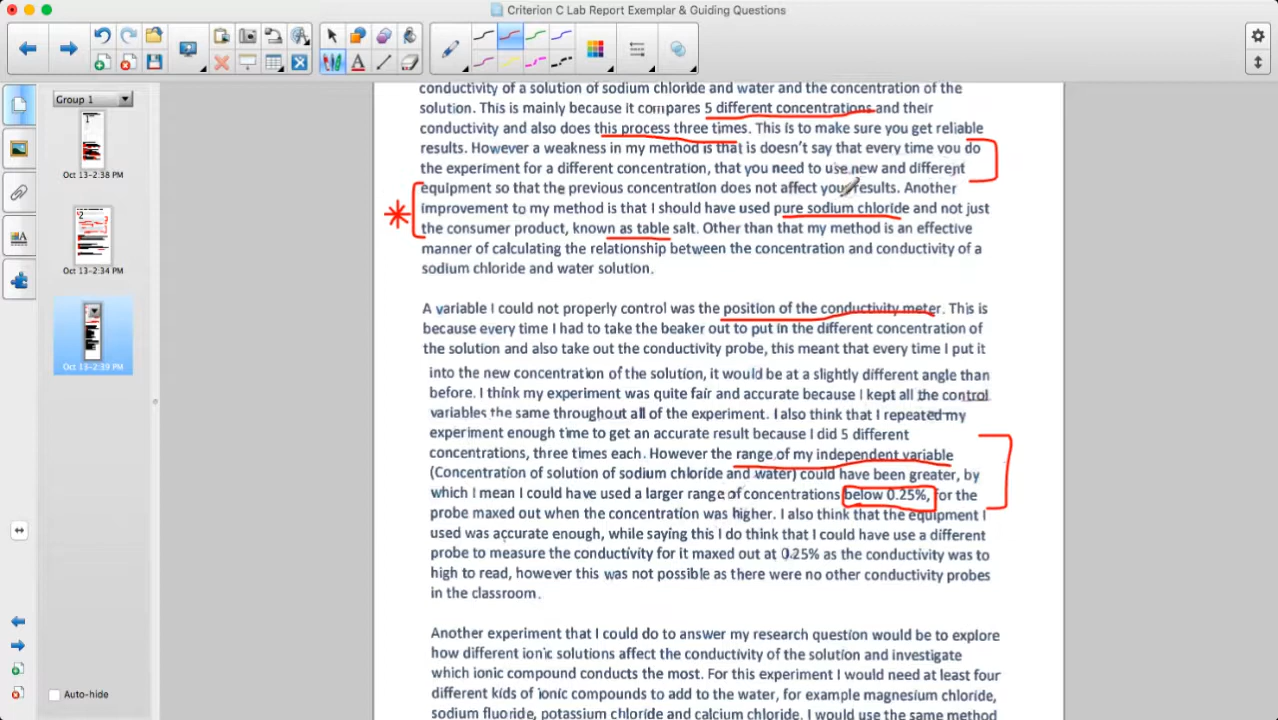 Criterion C Lab Report Exemplar & Guiding Questions
Group 1
1
Oct 13–2:38 PM
2
Oct 13–2:34 PM
Oct 13–2:39 PM
Auto-hide
A
conductivity of a solution of sodium chloride and water and the concentration of the
solution. This is mainly because it compares 5 different concentrations and their
conductivity and also does this process three times. This is to make sure you get reliable
results. However a weakness in my method is that is doesn't say that every time you do
the experiment for a different concentration, that you need to use new and different
equipment so that the previous concentration does not affect your results. Another
improvement to my method is that I should have used pure sodium chloride and not just
the consumer product, known as table salt. Other than that my method is an effective
manner of calculating the relationship between the concentration and conductivity of a
sodium chloride and water solution.
A variable I could not properly control was the position of the conductivity meter. This is
because every time I had to take the beaker out to put in the different concentration of
the solution and also take out the conductivity probe, this meant that every time I put it
into the new concentration of the solution, it would be at a slightly different angle than
before. I think my experiment was quite fair and accurate because I kept all the control
variables the same throughout all of the experiment. I also think that I repeated my
experiment enough time to get an accurate result because I did 5 different
concentrations, three times each. However the range of my independent variable
(Concentration of solution of sodium chloride and water) could have been greater, by
which I mean I could have used a larger range of concentrations below 0.25%, for the
probe maxed out when the concentration was higher. I also think that the equipment I
used was accurate enough, while saying this I do think that I could have use a different
probe to measure the conductivity for it maxed out at 0.25% as the conductivity was to
high to read, however this was not possible as there were no other conductivity probes
in the classroom.
Another experiment that I could do to answer my research question would be to explore
how different ionic solutions affect the conductivity of the solution and investigate
which ionic compound conducts the most. For this experiment I would need at least four
different kinds of ionic compounds to add to the water, for example magnesium chloride,
sodium fluoride, potassium chloride and calcium chloride. I would use the same method